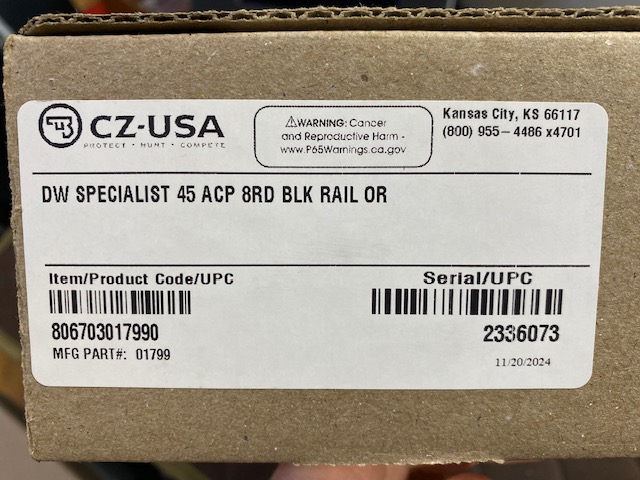 CZ-USA
PROTECT • HUNT • COMPETE
⚠WARNING: Cancer
and Reproductive Harm -
www.P65Warnings.ca.gov
Kansas City, KS 66117
(800) 955-4486 x4701
DW SPECIALIST 45 ACP 8RD BLK RAIL OR
Item/Product Code/UPC
806703017990
MFG PART#: 01799
Serial/UPC
2336073
11/20/2024